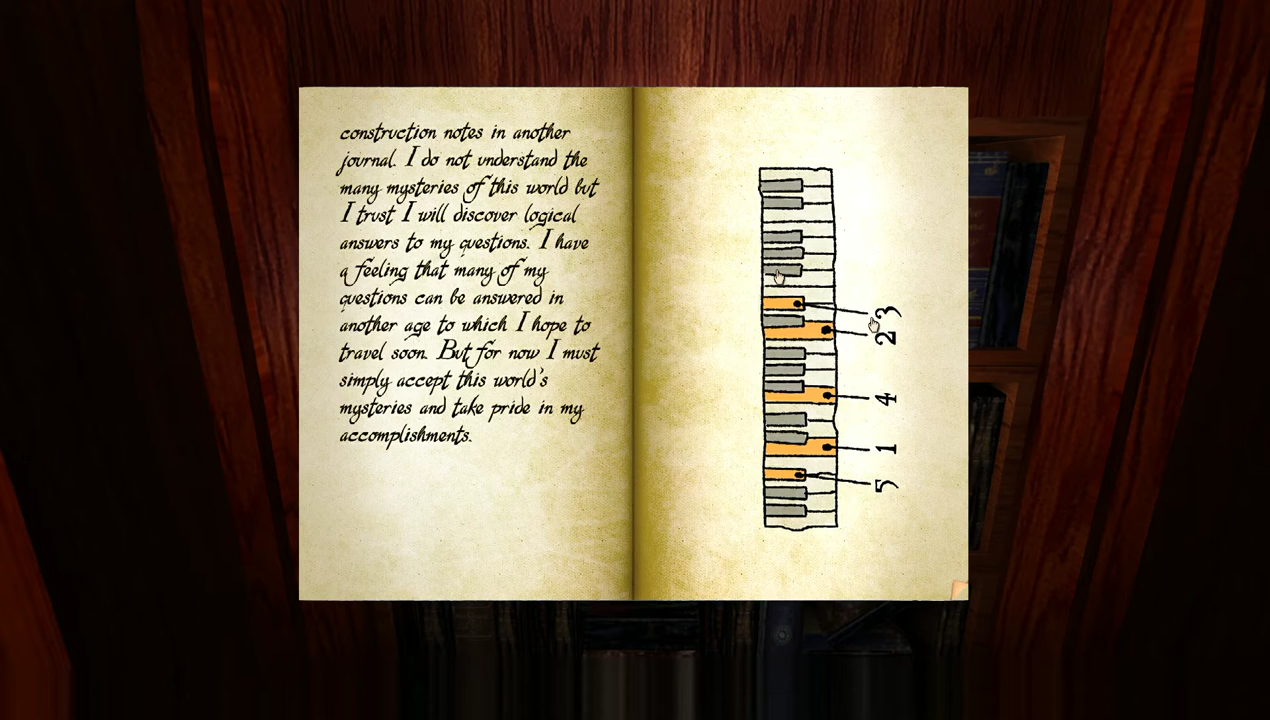 construction notes in another
journal. I do not understand the
many mysteries of this world but
I trust I will discover logical
answers to my questions. I have
a feeling that many of my
questions can be answered in
another age to which I hope to
travel soon. But for now I must
simply accept this world's
mysteries and take pride in my
accomplishments.
3
2
4
1
5